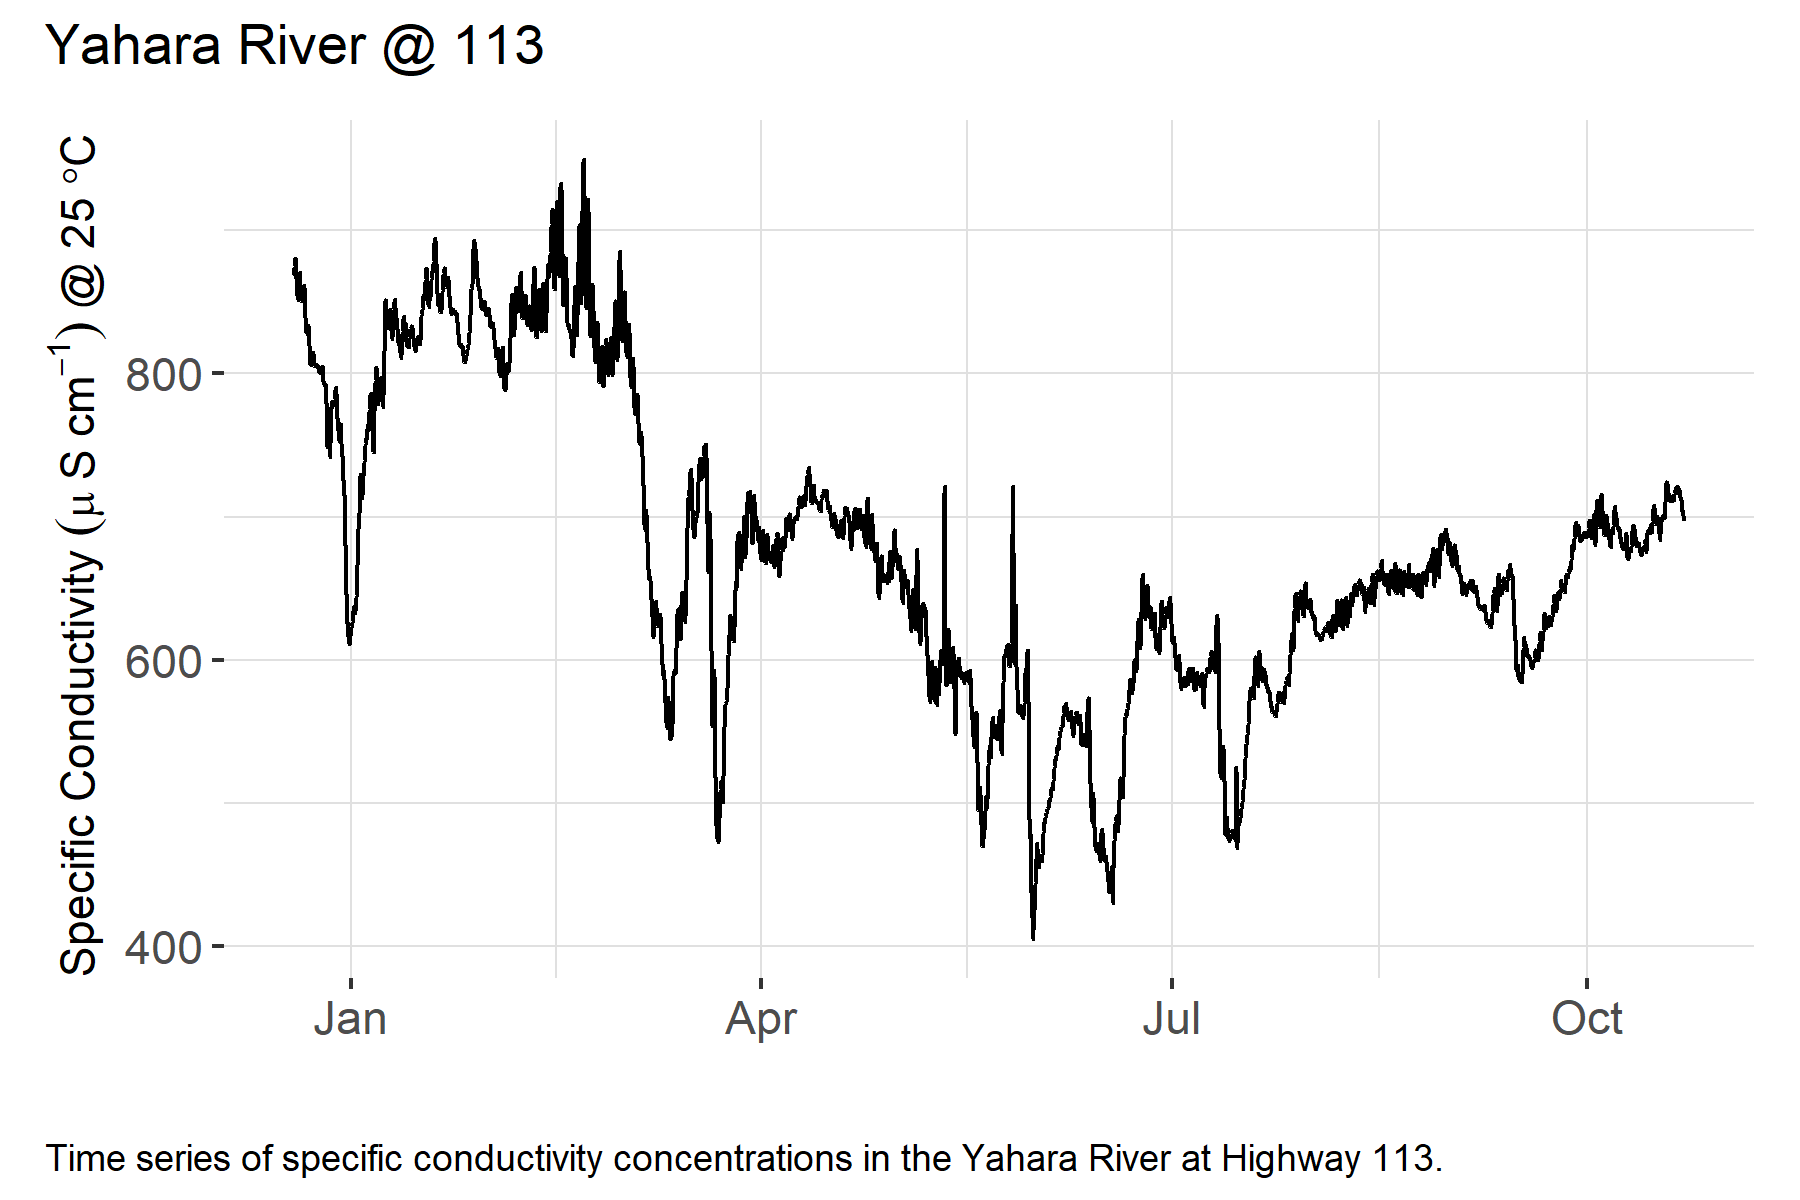 Yahara River @ 113
Specific Conductivity (μ S cm⁻¹) @ 25 °C
800
600
400
Jan Apr Jul Oct
Time series of specific conductivity concentrations in the Yahara River at Highway 113.